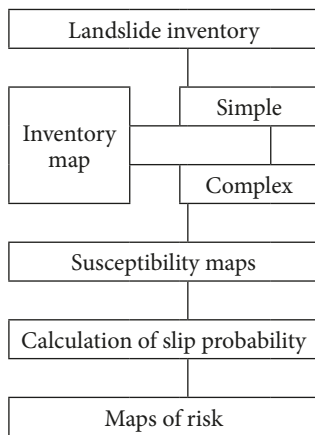 Landslide inventory
Simple
Inventory
map
Complex
Susceptibility maps
Calculation of slip probability
Maps of risk